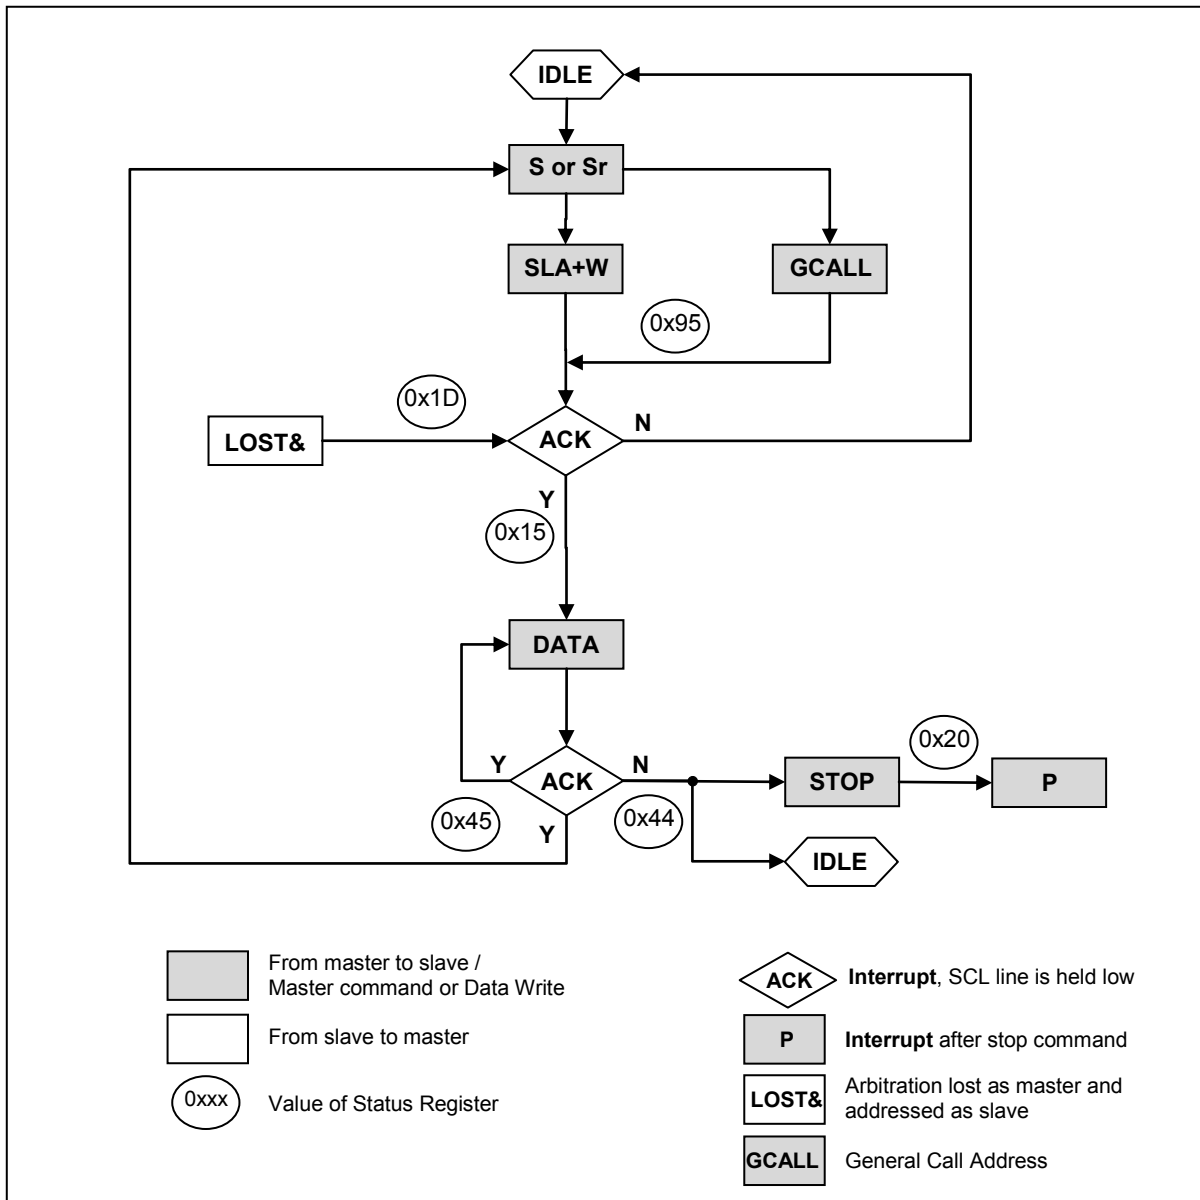 IDLE
S or Sr
SLA+W
GCALL
0x95
0x1D
LOST&
ACK
N
Y
0x15
DATA
Y
ACK
N
0x20
STOP
P
0x45
Y
0x44
IDLE
From master to slave /
Master command or Data Write
From slave to master
0xxx
Value of Status Register
ACK
Interrupt, SCL line is held low
P
Interrupt after stop command
LOST&
Arbitration lost as master and
addressed as slave
GCALL
General Call Address